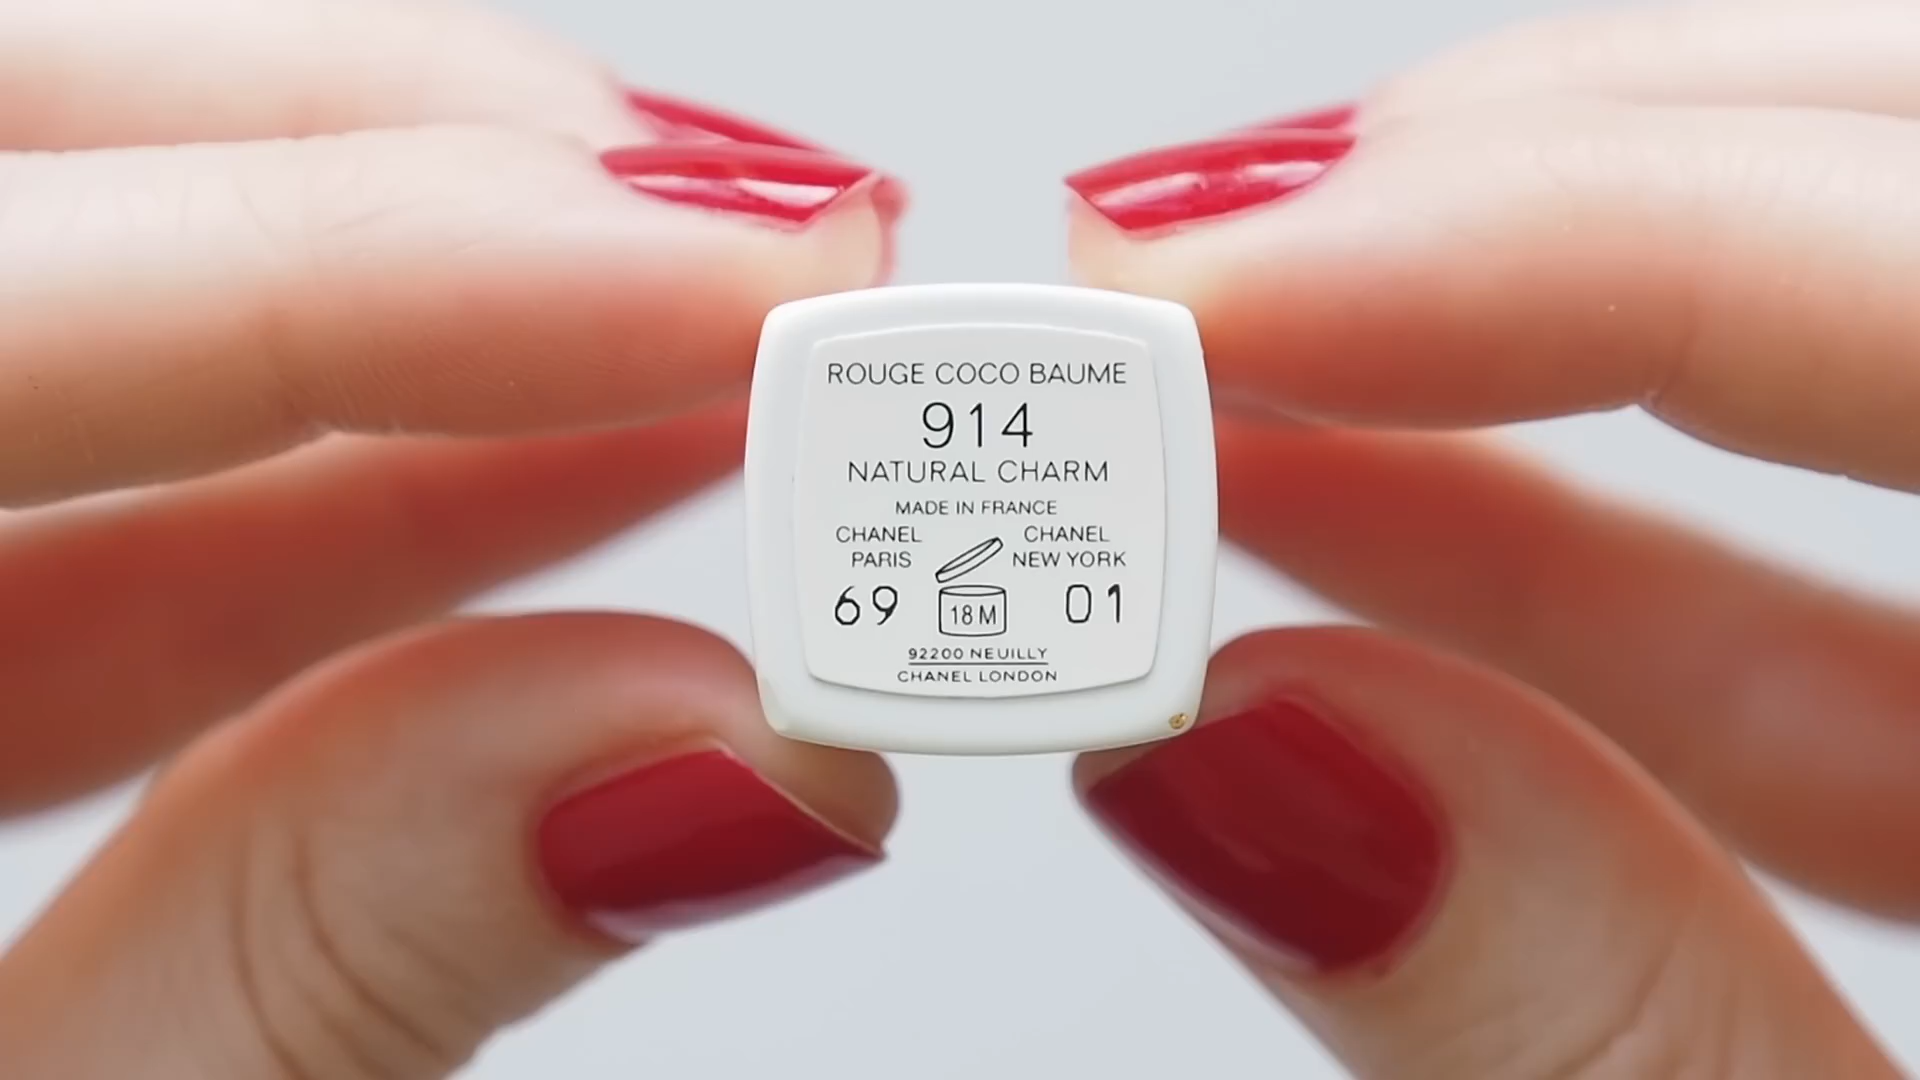 ROUGE COCO BAUME
914
NATURAL CHARM
MADE IN FRANCE
CHANEL CHANEL
PARIS NEW YORK
69 18 M 01
92200 NEUILLY
CHANEL LONDON